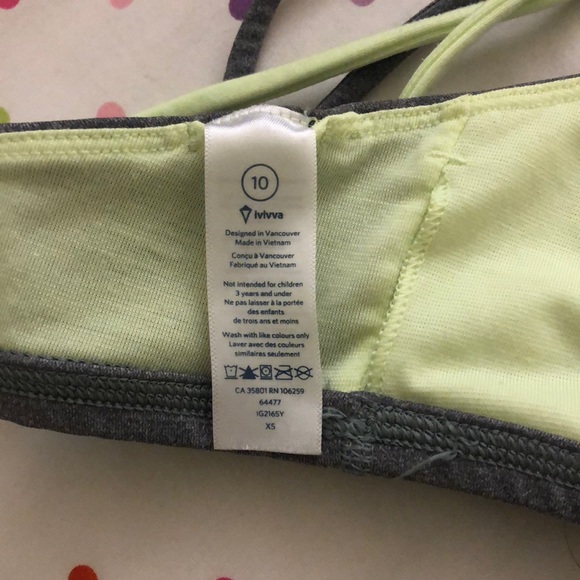 10
ivivva
Designed in Vancouver
Made in Vietnam
Conçu à Vancouver
Fabriqué au Vietnam
Not intended for children
3 years and under
Ne pas laisser à la portée
des enfants
de trois ans et moins
Wash with like colours only
Laver avec des couleurs
similaires seulement
CA 35801 RN 106259
64477
IG2165Y
XS